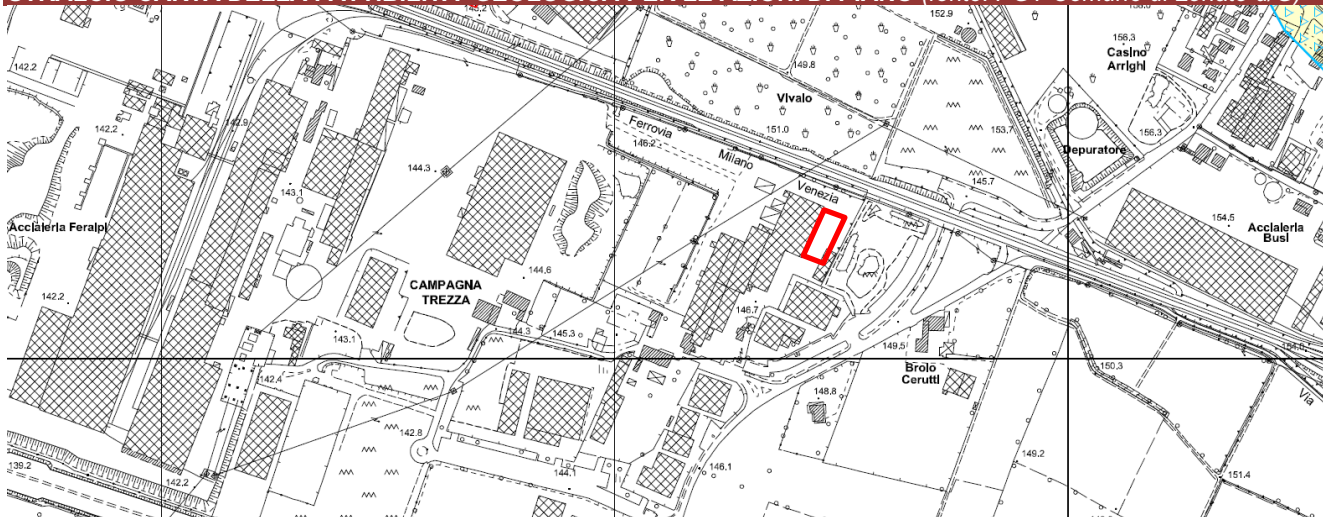 142.2
142.2
142.9
143.1
144.3
146.2
Ferrovia
Milano
Venezia
149.8
Vivaio
151.0
152.9
156,3
Casino
Arrighi
156,3
153.7
Depuratore
145.7
154.5
Acciaieria
Busi
Acciaieria Feralpi
142.2
CAMPAGNA
TREZZA
144,6
144.3
145.3
146.7
143.1
142.4
149.5
Brolo
Cerutti
150,3
Via
148.8
142.8
139.2
142.2
144.1
146.1
149.2
151.4